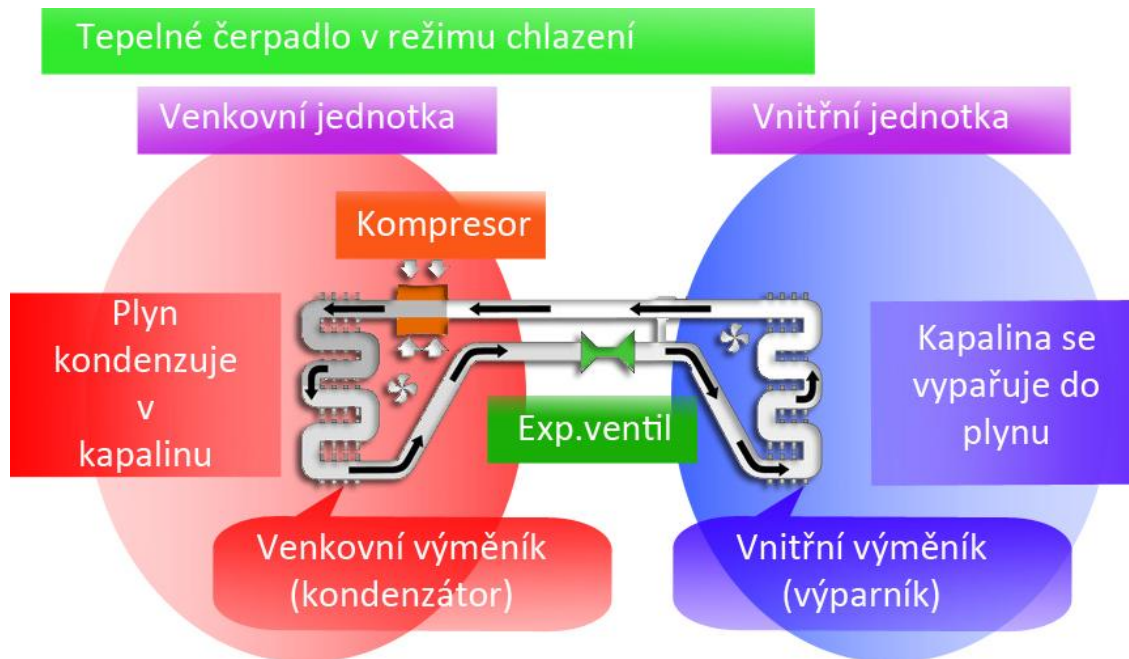 Tepelné čerpadlo v režimu chlazení
Venkovní jednotka
Vnitřní jednotka
Kompresor
Plyn
kondenzuje
v
kapalinu
Kapalina se
vypařuje do
plynu
Exp.ventil
Venkovní výměník
(kondenzátor)
Vnitřní výměník
(výparník)